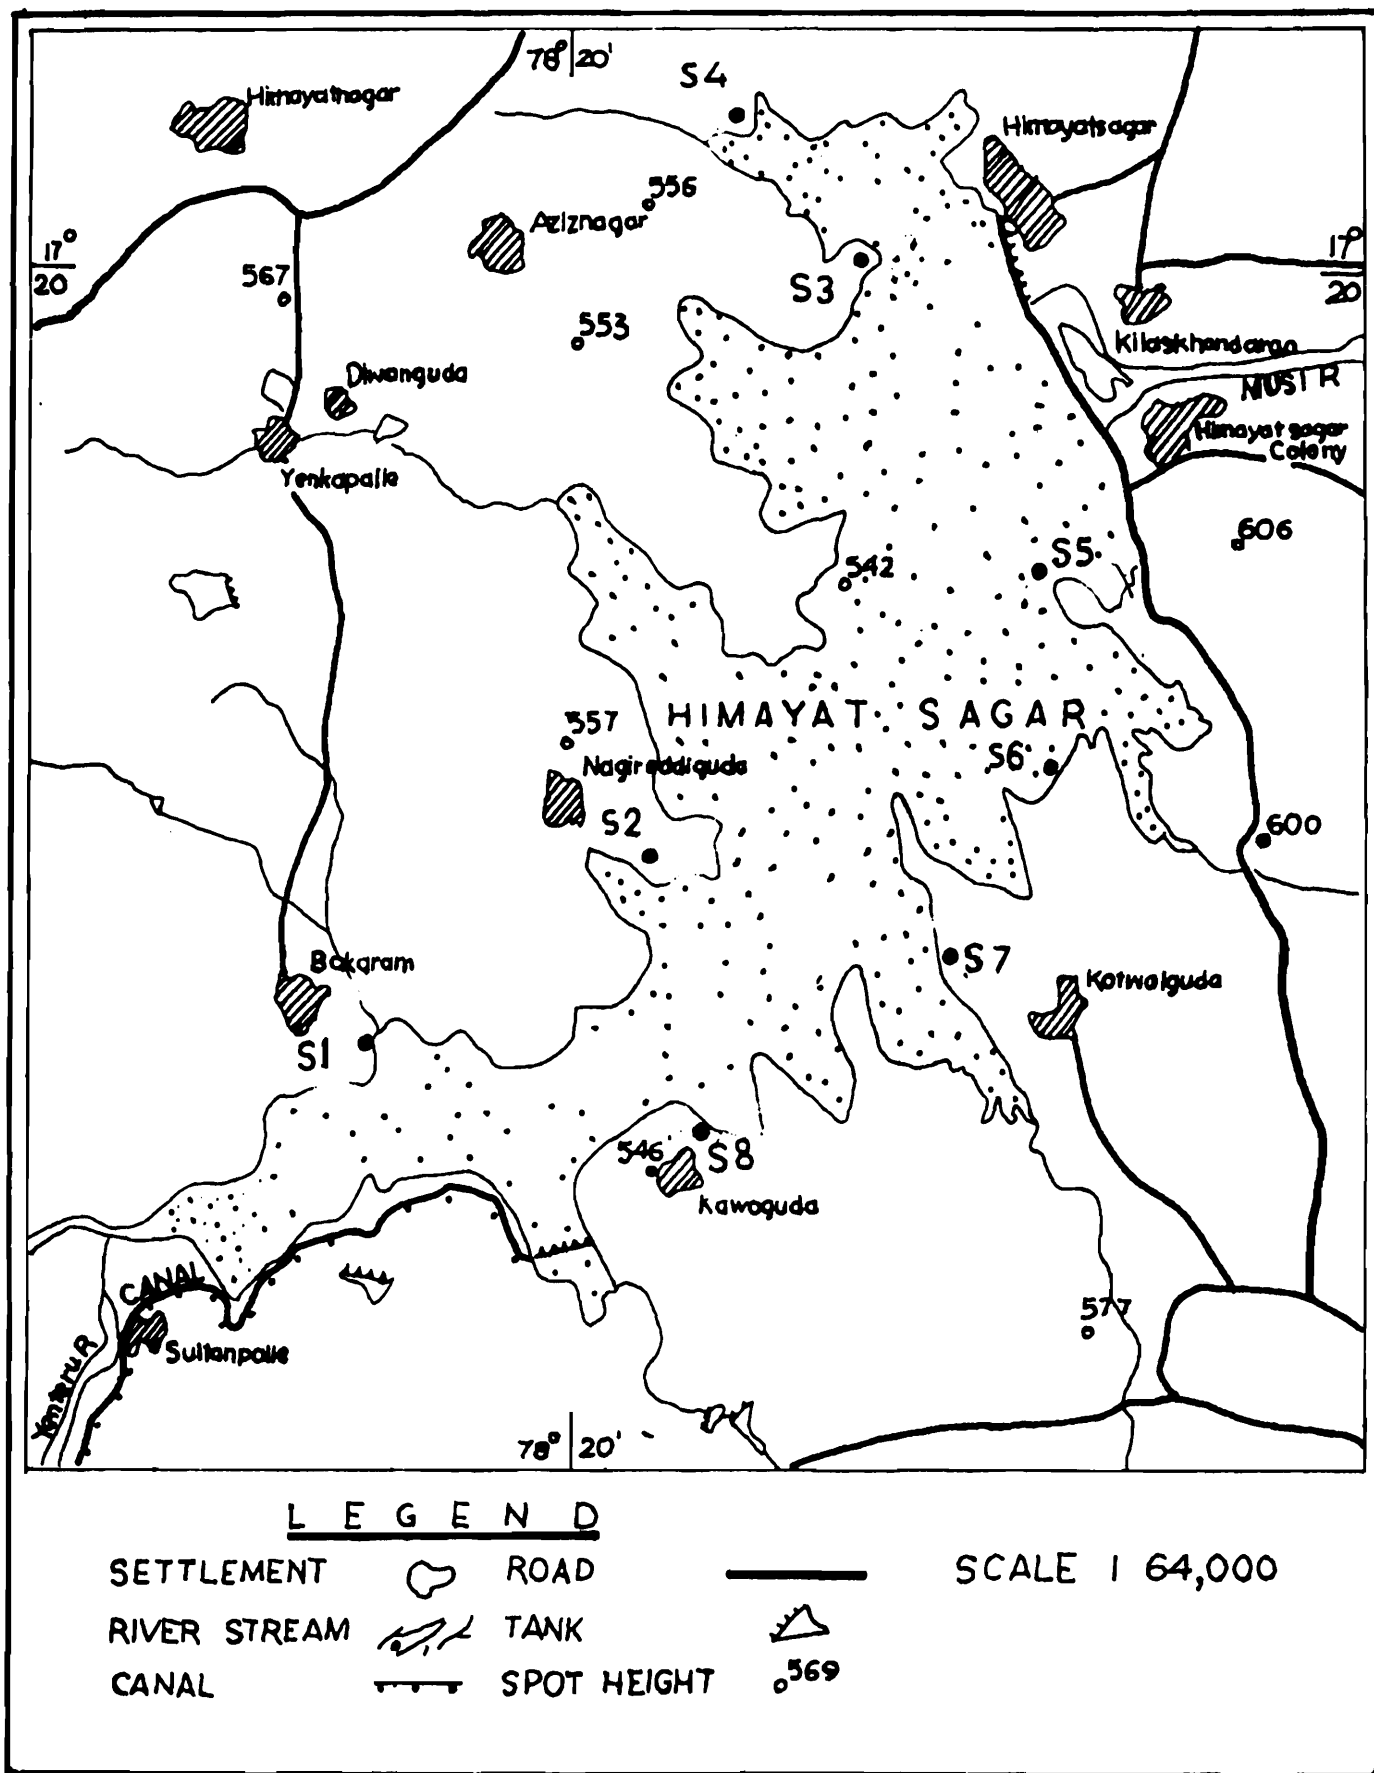 78° 20'
S4
Himayatnagar
Himayatsagar
556
Aziznagar
17°
20
17°
20
567
S3
553
Kilaskhandarga
Diwanguda
MUSI R
Himayat sagar
Colony
Yenkapalle
606
S5
542
HIMAYAT SAGAR
557
S6
Nagireddiguda
S2
600
Bakaram
S7
Kotwalguda
S1
546
S8
Kawoguda
CANAL
577
Sultanpalle
78° 20'
LEGEND
SETTLEMENT ROAD SCALE 1 64,000
RIVER STREAM TANK
CANAL SPOT HEIGHT 569